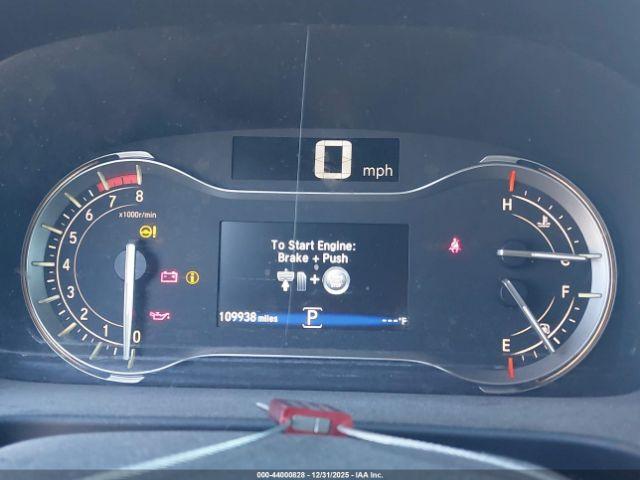 0 mph
8
7
6
5
4
3
2
1
0
x1000r/min
To Start Engine:
Brake + Push
109938 miles
P
---°F
H
C
F
E
000-44000828 - 12/31/2025 - © IAA Inc.